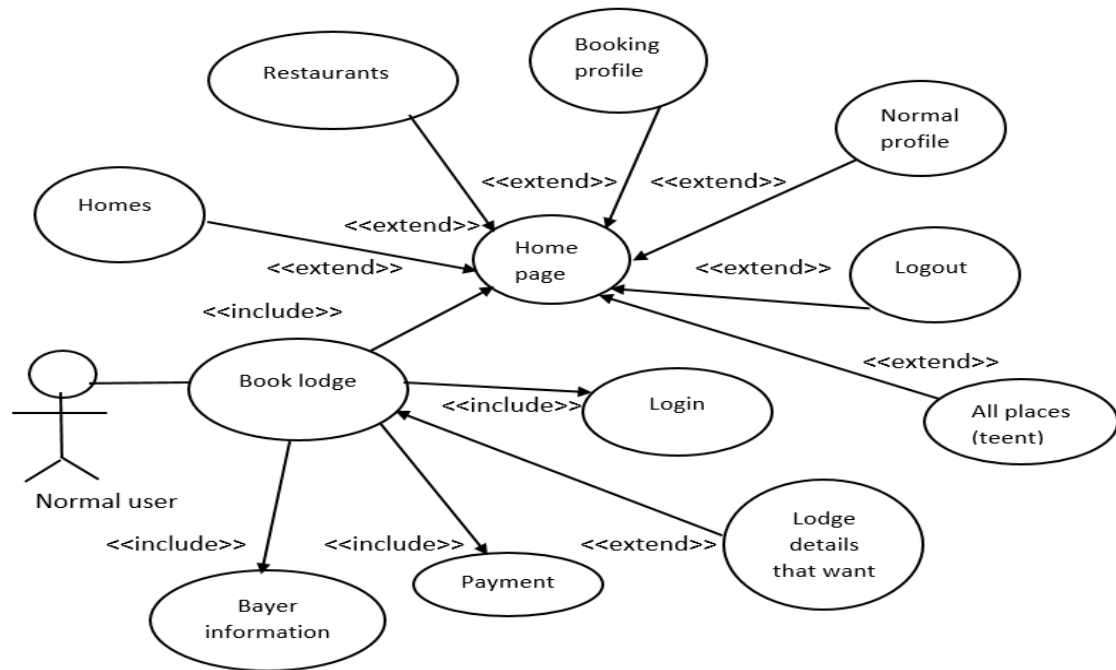 Restaurants
Booking
profile
Normal
profile
Homes
<<extend>>
<<extend>>
<<extend>>
<<extend>>
Home
page
<<extend>>
Logout
<<include>>
<<extend>>
Book lodge
<<include>>
Login
All places
(teent)
Normal user
<<include>>
<<include>>
<<extend>>
Lodge
details
that want
Payment
Bayer
information